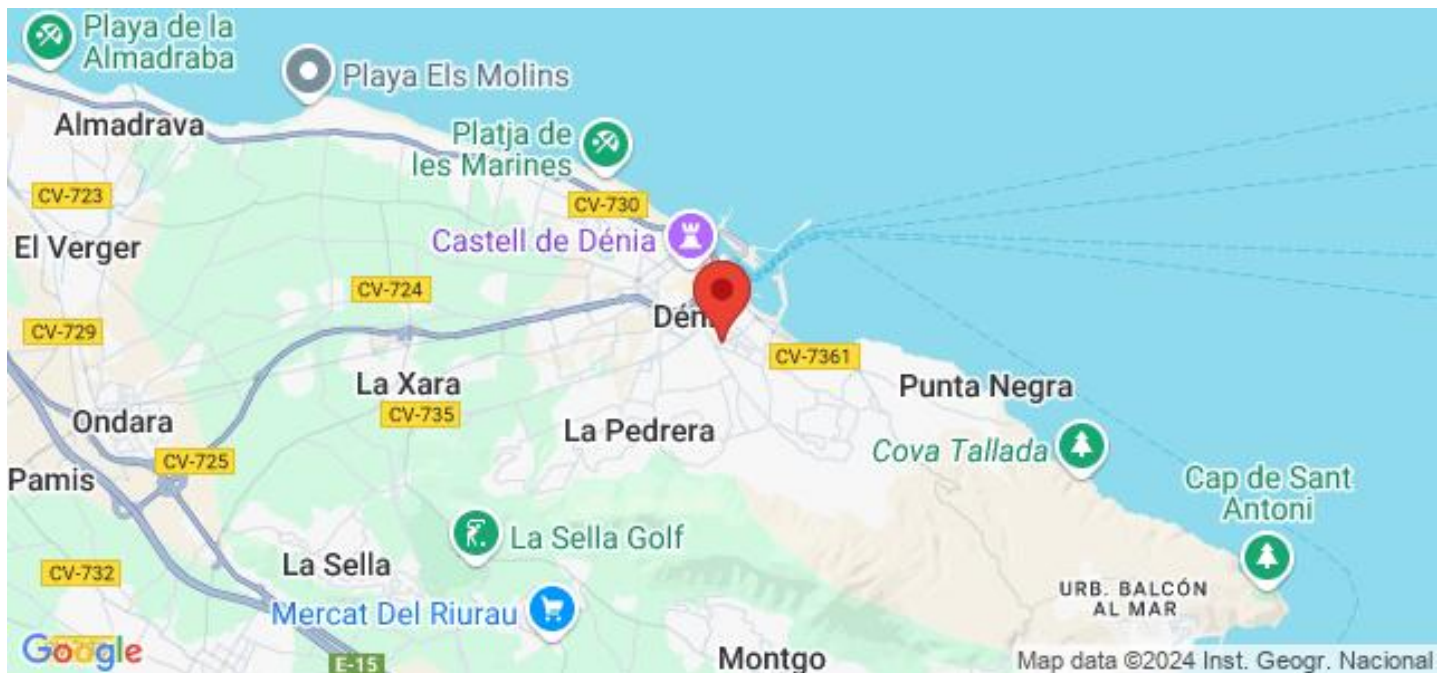 Playa de la
Almadraba
Playa Els Molins
Almadrava
Platja de
les Marines
CV-723
CV-730
El Verger
Castell de Dénia
CV-724
CV-729
CV-7361
La Xara
Punta Negra
CV-735
Ondara
La Pedrera
Cova Tallada
CV-725
Pamis
Cap de Sant
Antoni
La Sella Golf
La Sella
CV-732
URB. BALCÓN
AL MAR
Mercat Del Riurau
Google
E-15
Montgo
Map data ©2024 Inst. Geogr. Nacional